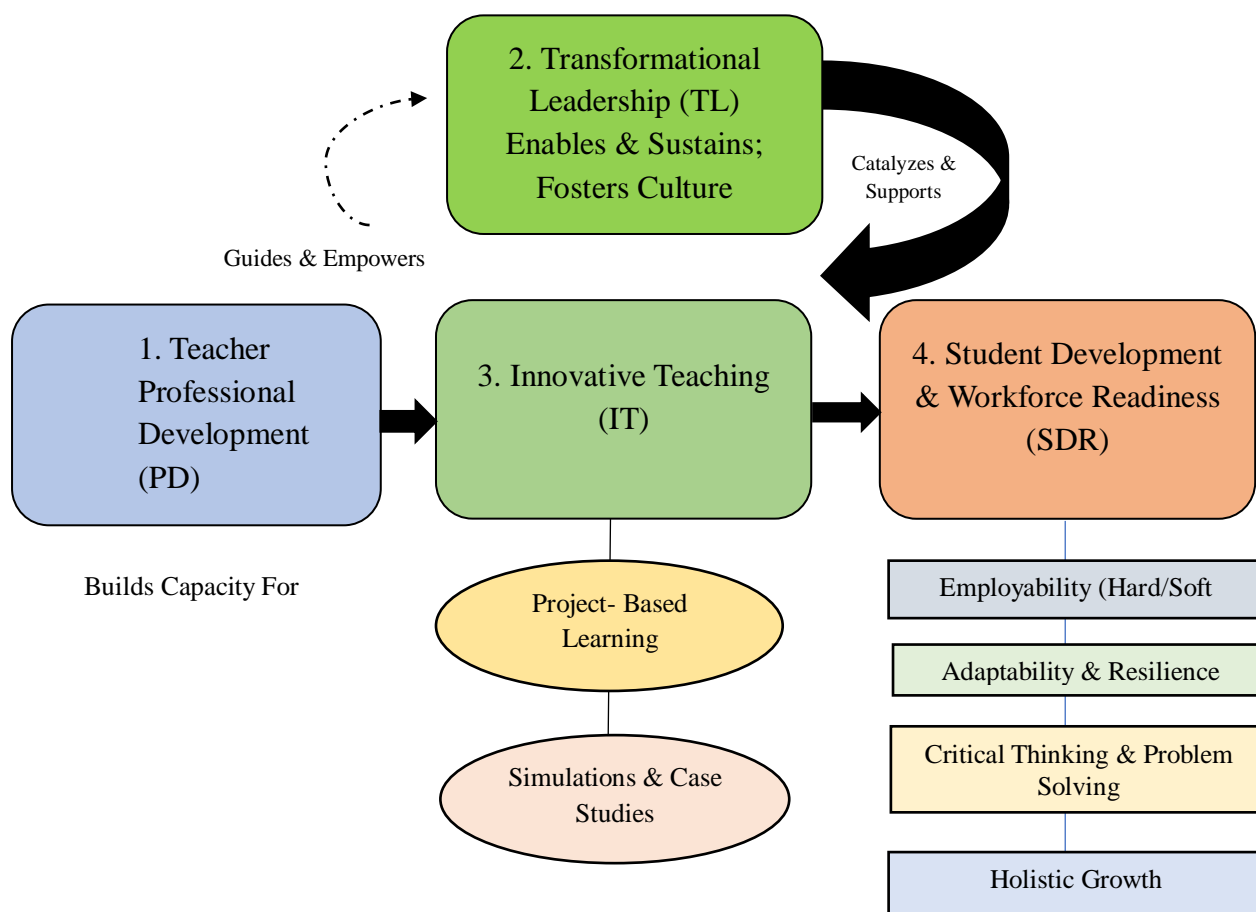 2. Transformational
Leadership (TL)
Enables & Sustains;
Fosters Culture
Catalyzes &
Supports
Guides & Empowers
1. Teacher
Professional
Development
(PD)
3. Innovative Teaching
(IT)
4. Student Development
& Workforce Readiness
(SDR)
Builds Capacity For
Project- Based
Learning
Simulations & Case
Studies
Employability (Hard/Soft
Adaptability & Resilience
Critical Thinking & Problem
Solving
Holistic Growth